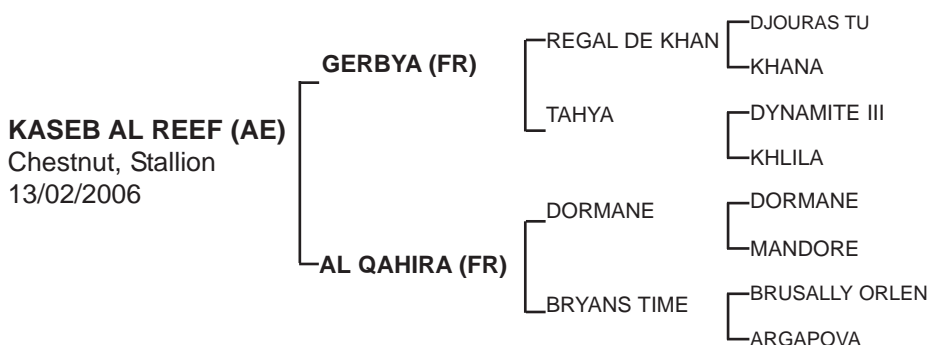 KASEB AL REEF (AE)
Chestnut, Stallion
13/02/2006
GERBYA (FR)
AL QAHIRA (FR)
REGAL DE KHAN
TAHYA
DORMANE
BRYANS TIME
DJOURAS TU
KHANA
DYNAMITE III
KHLILA
DORMANE
MANDORE
BRUSALLY ORLEN
ARGAPOVA